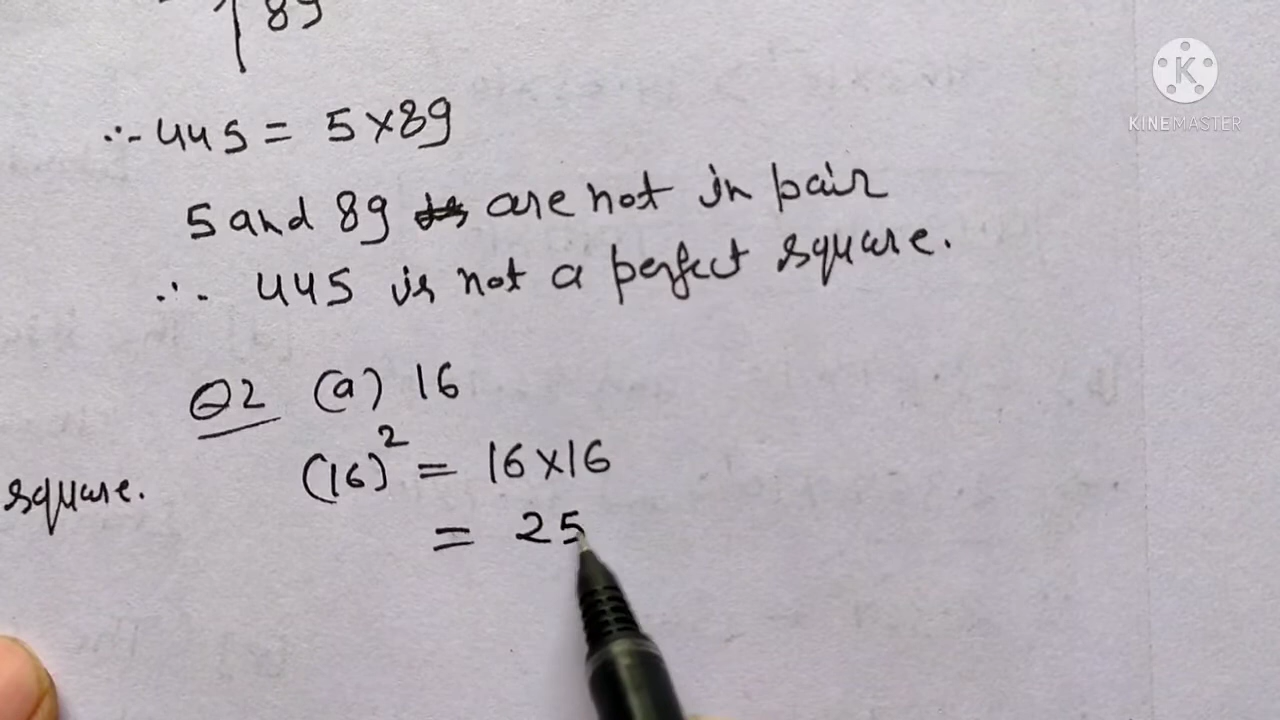 89
∴ 445 = 5×89
5 and 89 are not in pair
∴ 445 is not a perfect square.
Q2 (a) 16
(16)² = 16×16
square.
= 25
KINEMASTER